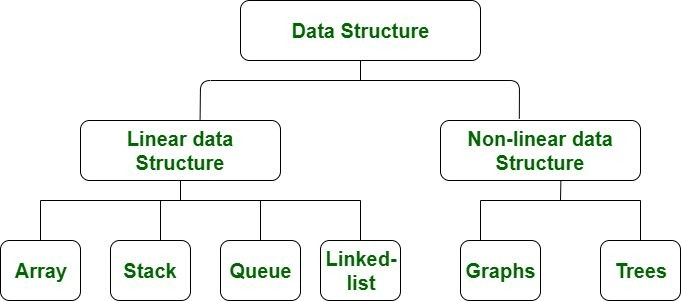 Data Structure
Linear data
Structure
Non-linear data
Structure
Array
Stack
Queue
Linked-
list
Graphs
Trees